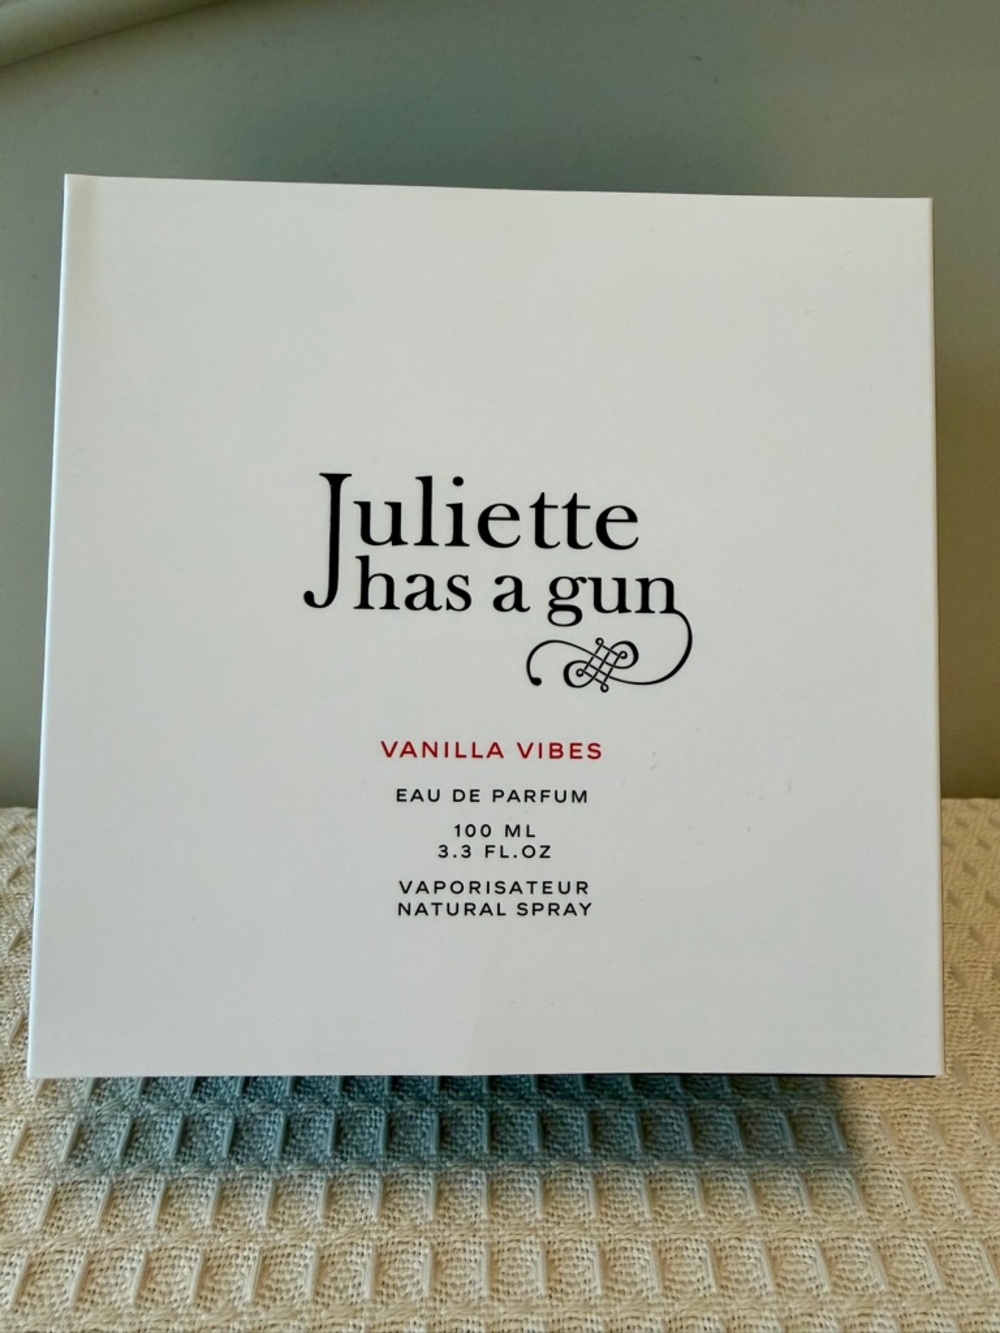 Juliette
has a gun
VANILLA VIBES
EAU DE PARFUM
100 ML
3.3 FL.OZ
VAPORISATEUR
NATURAL SPRAY